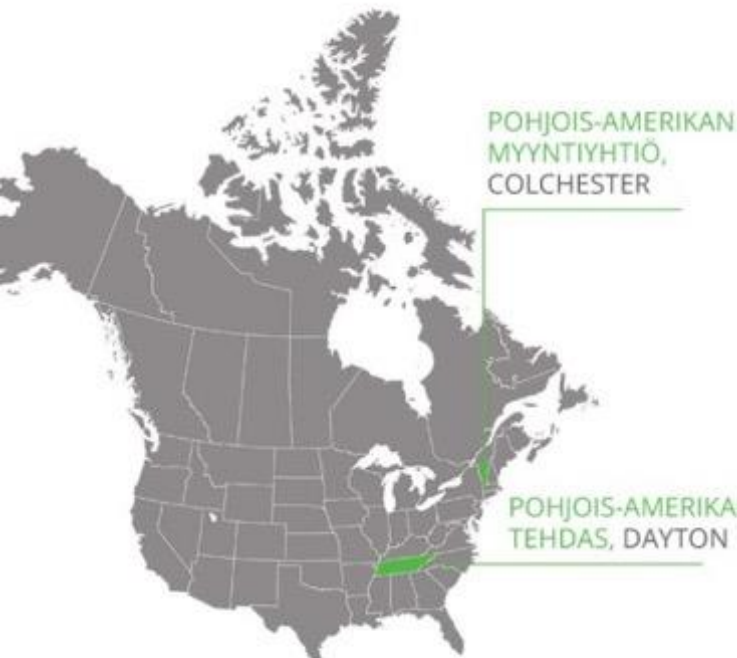 POHJOIS-AMERIKAN
MYYNTIYHTIÖ,
COLCHESTER
POHJOIS-AMERIKA
TEHDAS, DAYTON